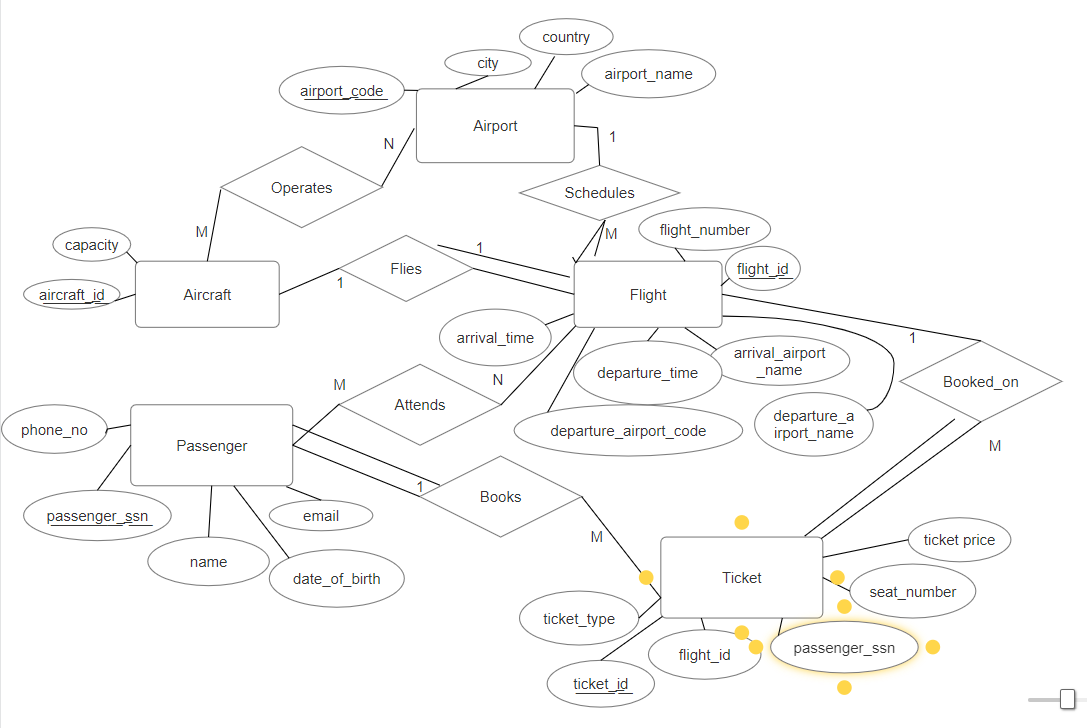 country
city
airport_name
airport_code
Airport
1
N
Operates
Schedules
M
flight_number
M
capacity
1
flight_id
Flies
1
aircraft_id
Aircraft
Flight
arrival_time
1
arrival_airport
_name
departure_time
Booked_on
M
N
Attends
departure_a
irport_name
phone_no
departure_airport_code
Passenger
M
1
Books
passenger_ssn
email
M
ticket price
name
date_of_birth
Ticket
seat_number
ticket_type
flight_id
passenger_ssn
ticket_id